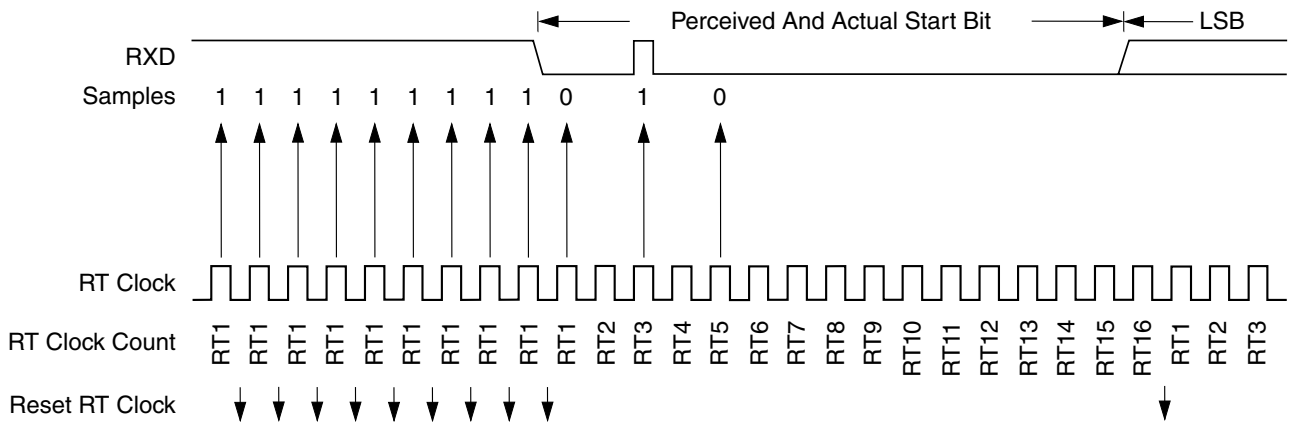 Perceived And Actual Start Bit LSB
RXD
Samples 1 1 1 1 1 1 1 1 1 0 1 0
RT Clock
RT Clock Count RT1 RT1 RT1 RT1 RT1 RT1 RT1 RT1 RT1 RT1 RT2 RT3 RT4 RT5 RT6 RT7 RT8 RT9 RT10 RT11 RT12 RT13 RT14 RT15 RT16 RT1 RT2 RT3
Reset RT Clock